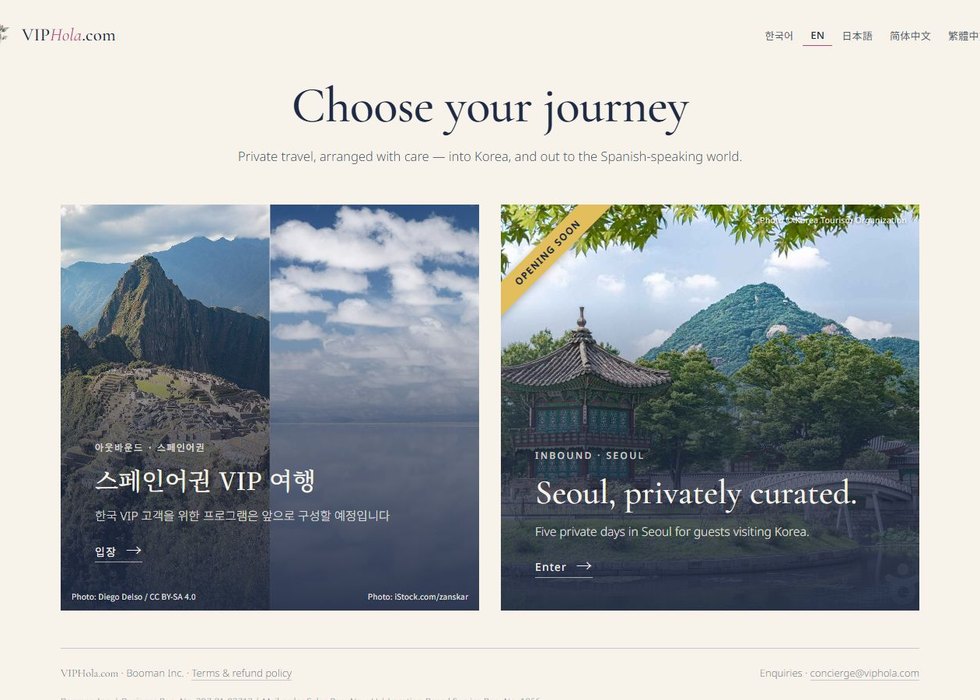 VIPHola.com
한국어 EN 日本語 简体中文 繁體中
Choose your journey
Private travel, arranged with care — into Korea, and out to the Spanish-speaking world.
아웃바운드 · 스페인어권
스페인어권 VIP 여행
한국 VIP 고객을 위한 프로그램은 앞으로 구성할 예정입니다
입장 →
Photo: Diego Delso / CC BY-SA 4.0
Photo: iStock.com/zanskar
OPENING SOON
Photo © Korea Tourism Organization
INBOUND · SEOUL
Seoul, privately curated.
Five private days in Seoul for guests visiting Korea.
Enter →
VIPHola.com · Booman Inc. · Terms & refund policy
Enquiries · concierge@viphola.com